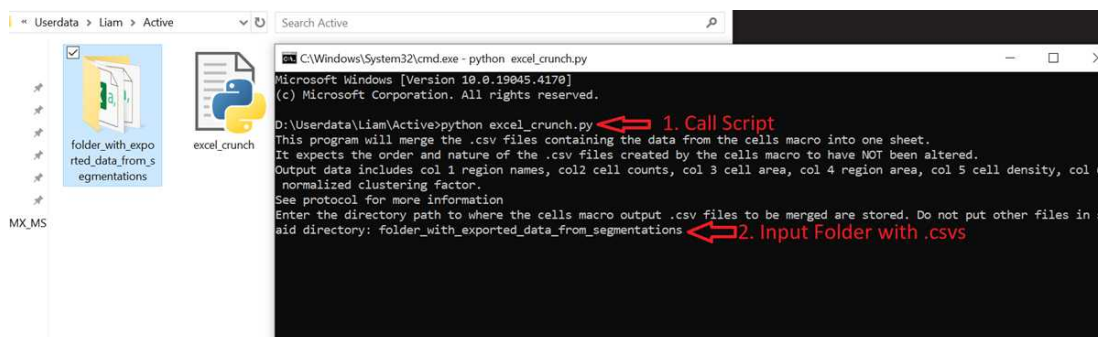 « Userdata > Liam > Active
Search Active
folder_with_expo
rted_data_from_s
egmentations
excel_crunch
MX_MS
C:\Windows\System32\cmd.exe - python excel_crunch.py
Microsoft Windows [Version 10.0.19045.4170]
(c) Microsoft Corporation. All rights reserved.
D:\Userdata\Liam\Active>python excel_crunch.py 1. Call Script
This program will merge the .csv files containing the data from the cells macro into one sheet.
It expects the order and nature of the .csv files created by the cells macro to have NOT been altered.
Output data includes col 1 region names, col2 cell counts, col 3 cell area, col 4 region area, col 5 cell density, col
normalized clustering factor.
See protocol for more information
Enter the directory path to where the cells macro output .csv files to be merged are stored. Do not put other files in
aid directory: folder_with_exported_data_from_segmentations 2. Input Folder with .csvs